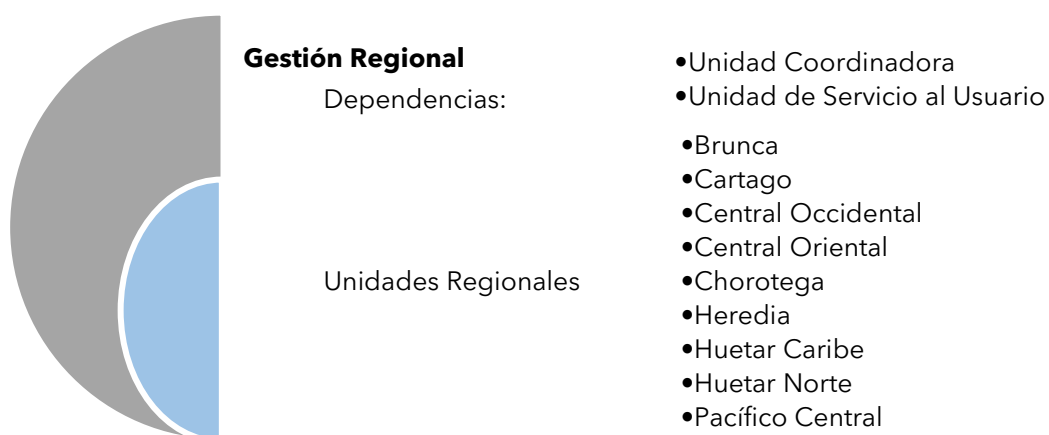 Gestión Regional
Dependencias:
•Unidad Coordinadora
•Unidad de Servicio al Usuario
Unidades Regionales
•Brunca
•Cartago
•Central Occidental
•Central Oriental
•Chorotega
•Heredia
•Huetar Caribe
•Huetar Norte
•Pacífico Central